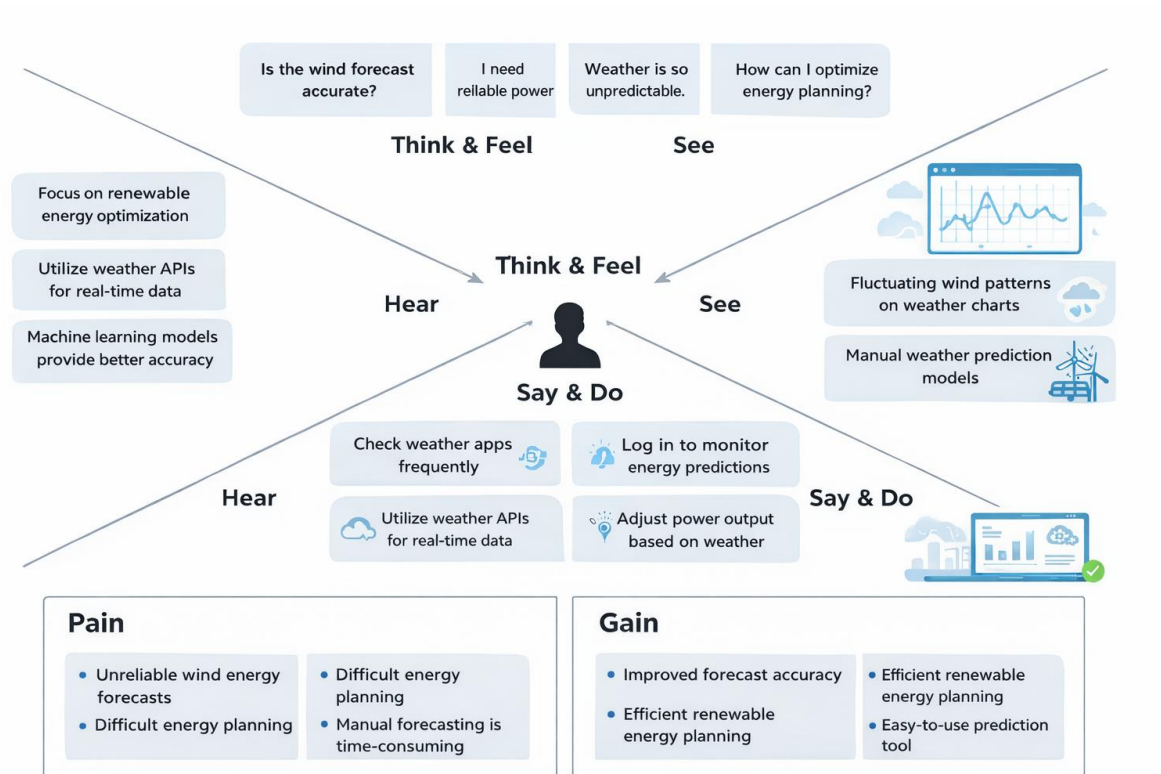 Is the wind forecast
accurate?
I need
reliable power
Weather is so
unpredictable.
How can I optimize
energy planning?
Think & Feel
See
Focus on renewable
energy optimization
Utilize weather APIs
for real-time data
Machine learning models
provide better accuracy
Think & Feel
Hear
See
Say & Do
Fluctuating wind patterns
on weather charts
Manual weather prediction
models
Check weather apps
frequently
Log in to monitor
energy predictions
Utilize weather APIs
for real-time data
Adjust power output
based on weather
Hear
Say & Do
Pain
• Unreliable wind energy
forecasts
• Difficult energy planning
• Difficult energy
planning
• Manual forecasting is
time-consuming
Gain
• Improved forecast accuracy
• Efficient renewable
energy planning
• Efficient renewable
energy planning
• Easy-to-use prediction
tool